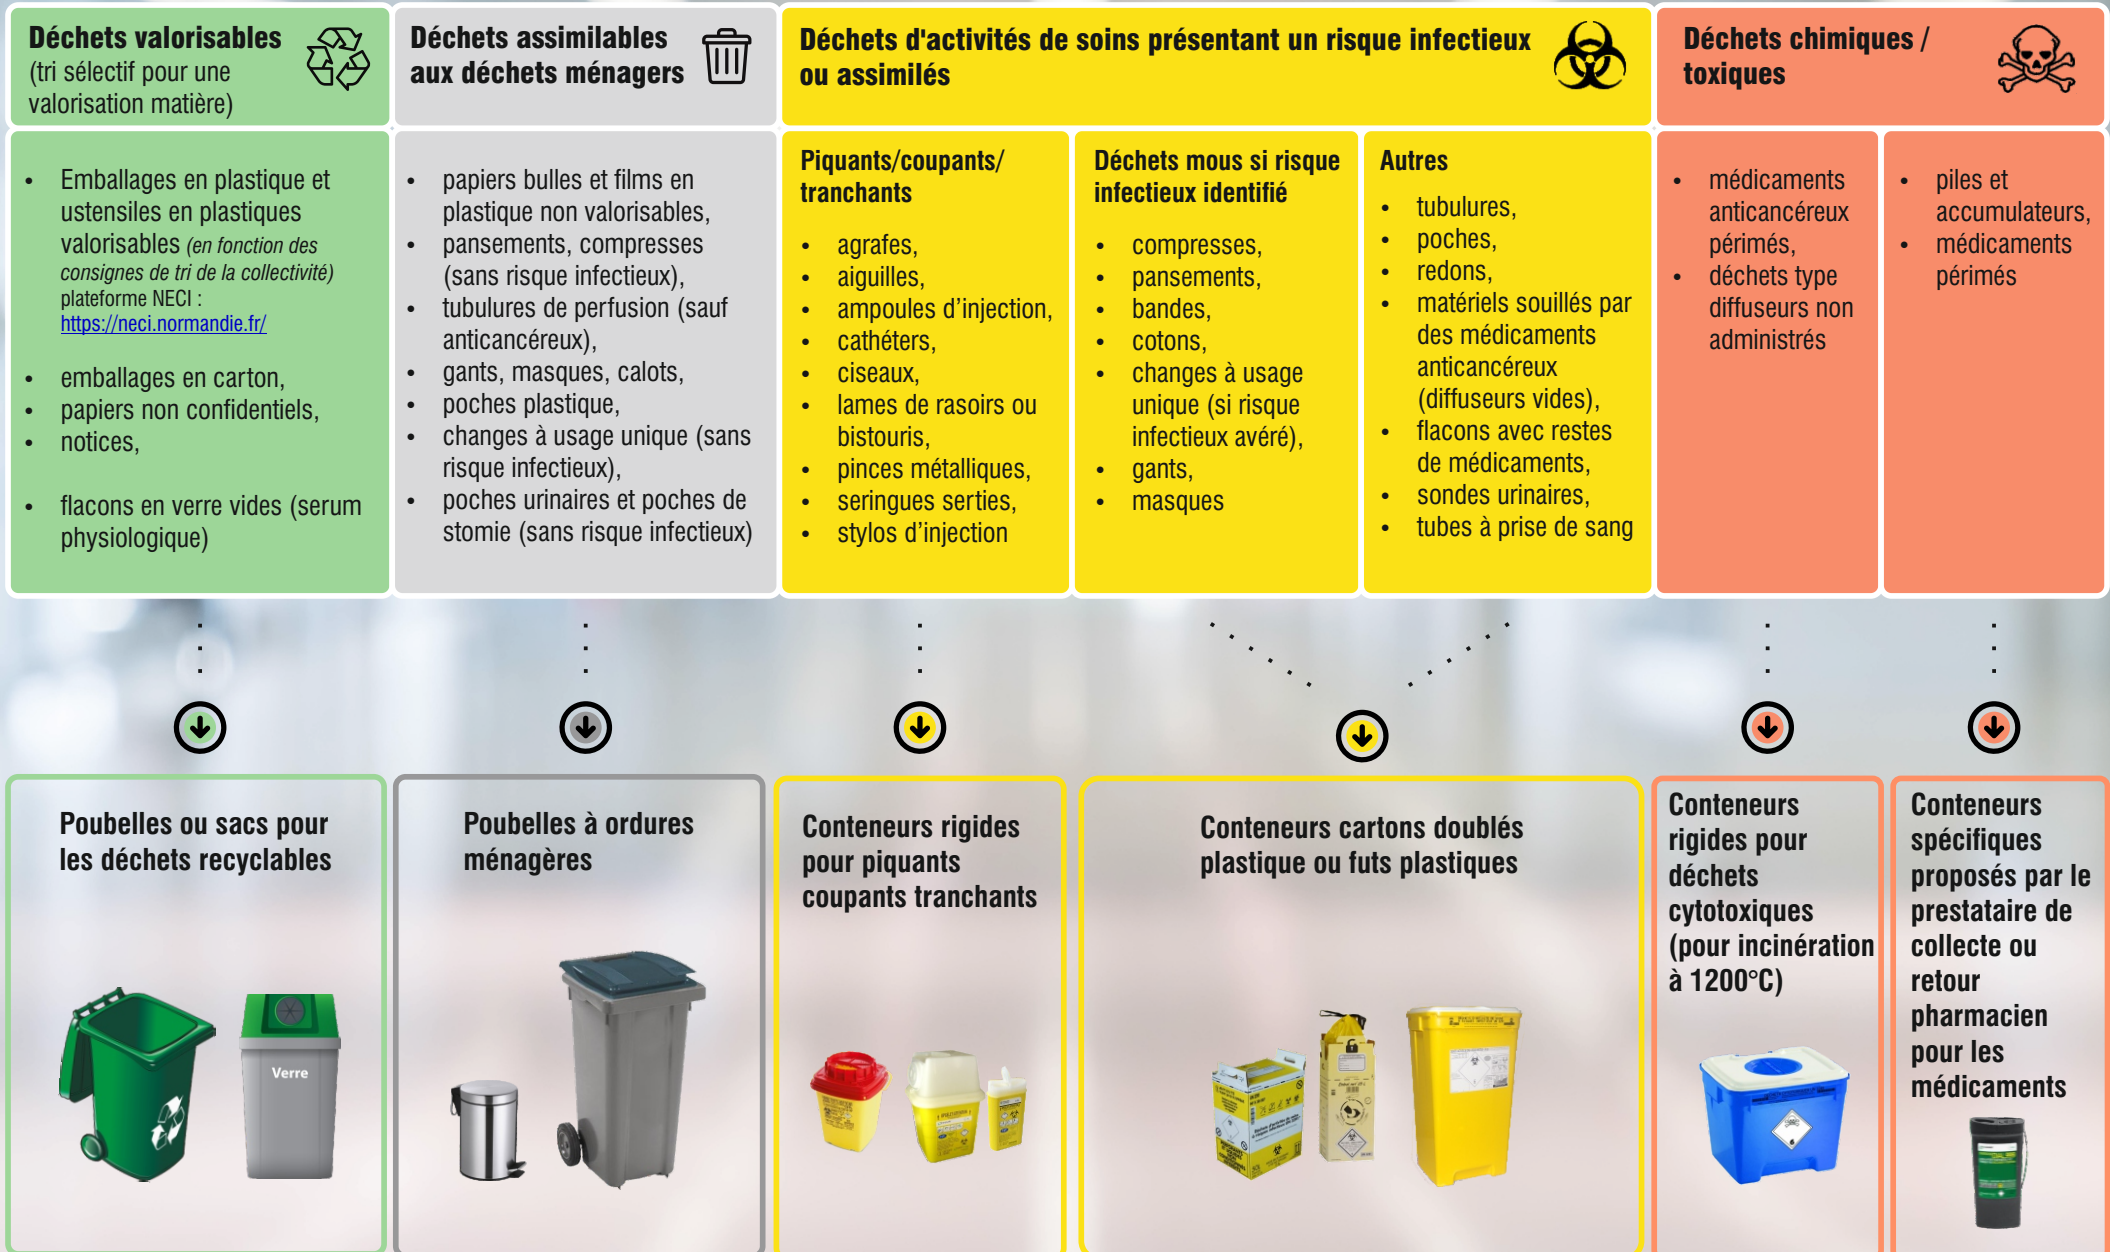 Déchets valorisables
(tri sélectif pour une
valorisation matière)
Déchets assimilables
aux déchets ménagers
Déchets d'activités de soins présentant un risque infectieux
ou assimilés
Déchets chimiques /
toxiques
• Emballages en plastique et
ustensiles en plastiques
valorisables (en fonction des
consignes de tri de la collectivité)
plateforme NECI :
https://neci.normandie.fr/
• emballages en carton,
• papiers non confidentiels,
• notices,
• flacons en verre vides (serum
physiologique)
• papiers bulles et films en
plastique non valorisables,
• pansements, compresses
(sans risque infectieux),
• tubulures de perfusion (sauf
anticancéreux),
• gants, masques, calots,
• poches plastique,
• changes à usage unique (sans
risque infectieux),
• poches urinaires et poches de
stomie (sans risque infectieux)
Piquants/coupants/
tranchants
• agrafes,
• aiguilles,
• ampoules d’injection,
• cathéters,
• ciseaux,
• lames de rasoirs ou
bistouris,
• pinces métalliques,
• seringues serties,
• stylos d’injection
Déchets mous si risque
infectieux identifié
• compresses,
• pansements,
• bandes,
• cotons,
• changes à usage
unique (si risque
infectieux avéré),
• gants,
• masques
Autres
• tubulures,
• poches,
• redons,
• matériels souillés par
des médicaments
anticancéreux
(diffuseurs vides),
• flacons avec restes
de médicaments,
• sondes urinaires,
• tubes à prise de sang
• médicaments
anticancéreux
périmés,
• déchets type
diffuseurs non
administrés
• piles et
accumulateurs,
• médicaments
périmés
Poubelles ou sacs pour
les déchets recyclables
Verre
Poubelles à ordures
ménagères
Conteneurs rigides
pour piquants
coupants tranchants
Conteneurs cartons doublés
plastique ou futs plastiques
Conteneurs
rigides pour
déchets
cytotoxiques
(pour incinération
à 1200°C)
Conteneurs
spécifiques
proposés par le
prestataire de
collecte ou
retour
pharmacien
pour les
médicaments